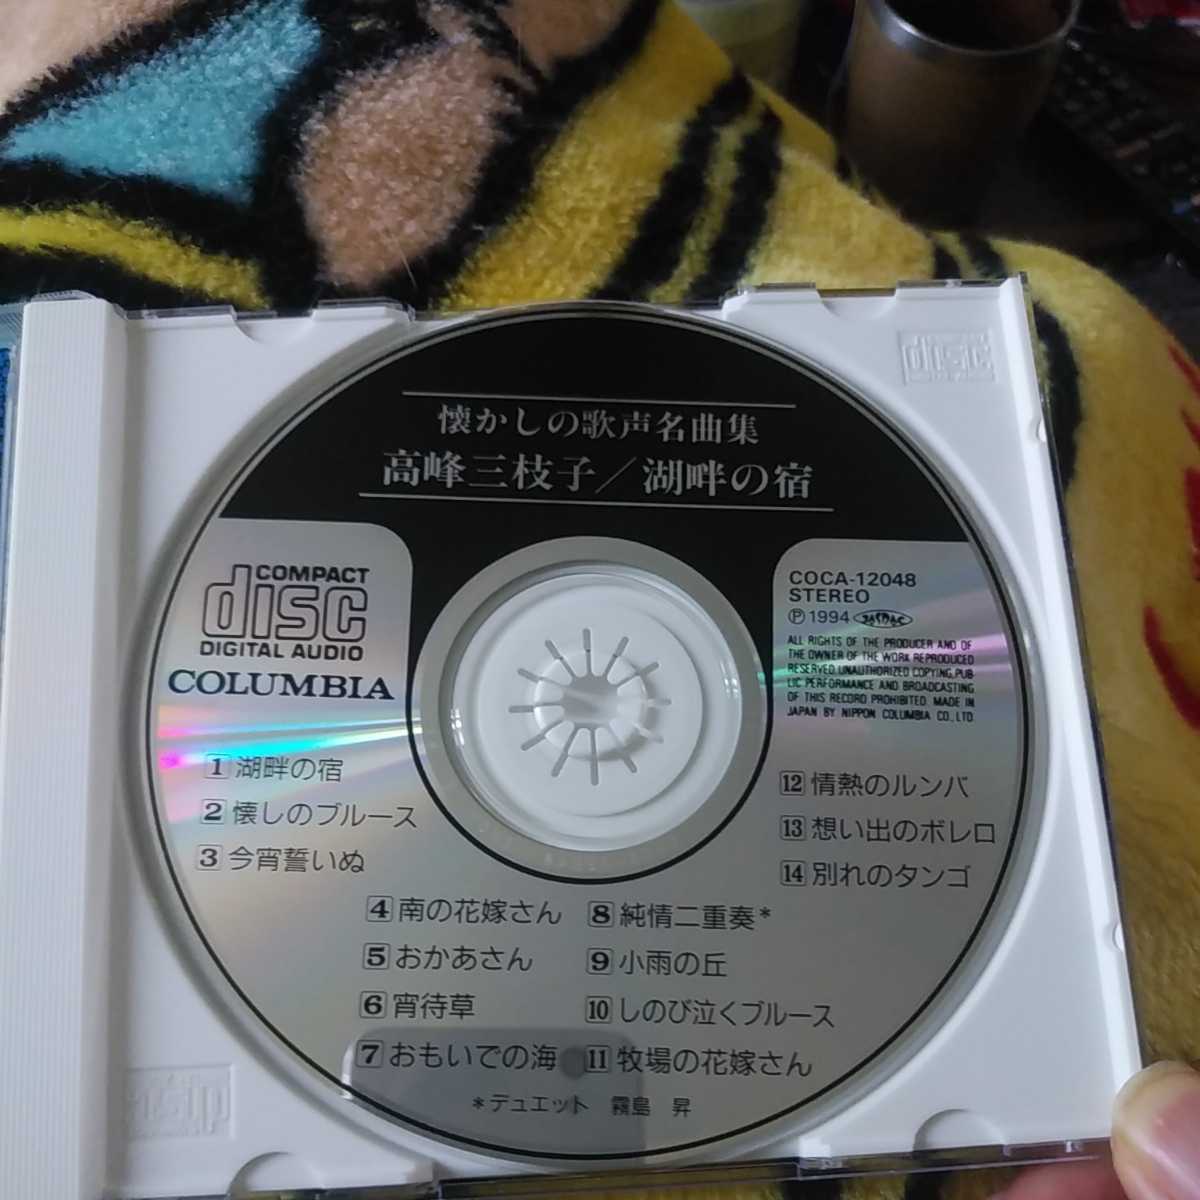 懐かしの歌声名曲集
高峰三枝子／湖畔の宿
COMPACT
disc
DIGITAL AUDIO
COLUMBIA
COCA-12048
STEREO
Ⓟ1994 JASRAC
ALL RIGHTS OF THE PRODUCER AND OF
THE OWNER OF THE WORK REPRODUCED
RESERVED. UNAUTHORIZED COPYING, PUB-
LIC PERFORMANCE AND BROADCASTING
OF THIS RECORD PROHIBITED. MADE IN
JAPAN BY NIPPON COLUMBIA CO., LTD.
1 湖畔の宿
2 懐しのブルース
3 今宵誓いぬ
4 南の花嫁さん
5 おかあさん
6 宵待草
7 おもいでの海
8 純情二重奏*
9 小雨の丘
10 しのび泣くブルース
11 牧場の花嫁さん
12 情熱のルンバ
13 想い出のボレロ
14 別れのタンゴ
*デュエット 霧島 昇
disc
disc